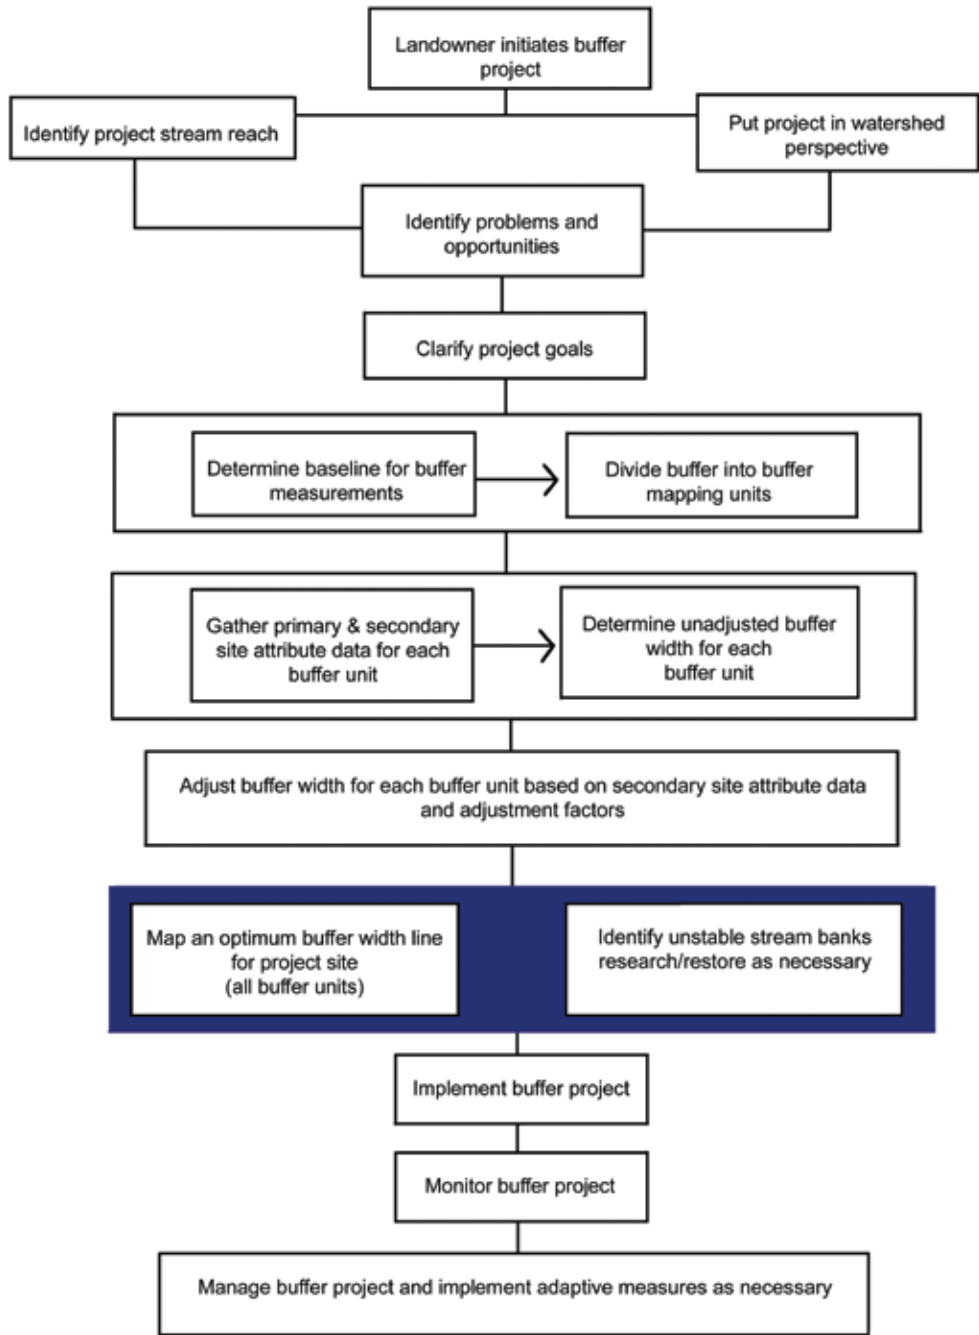 Landowner initiates buffer
project
Identify project stream reach
Put project in watershed
perspective
Identify problems and
opportunities
Clarify project goals
Determine baseline for buffer
measurements
Divide buffer into buffer
mapping units
Gather primary & secondary
site attribute data for each
buffer unit
Determine unadjusted buffer
width for each
buffer unit
Adjust buffer width for each buffer unit based on secondary site attribute data
and adjustment factors
Map an optimum buffer width line
for project site
(all buffer units)
Identify unstable stream banks
research/restore as necessary
Implement buffer project
Monitor buffer project
Manage buffer project and implement adaptive measures as necessary